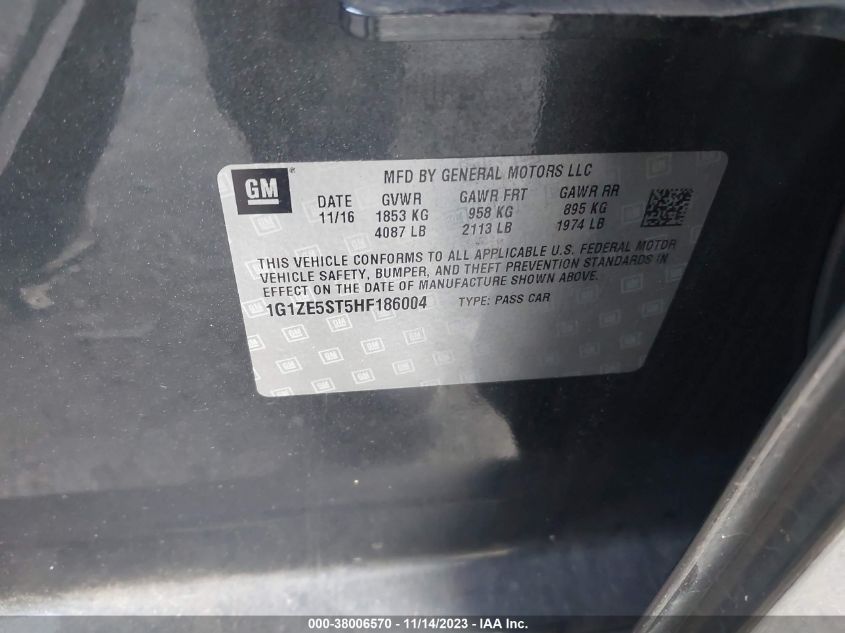 MFD BY GENERAL MOTORS LLC
GM
DATE GVWR GAWR FRT GAWR RR
11/16 1853 KG 958 KG 895 KG
4087 LB 2113 LB 1974 LB
THIS VEHICLE CONFORMS TO ALL APPLICABLE U.S. FEDERAL MOTOR
VEHICLE SAFETY, BUMPER, AND THEFT PREVENTION STANDARDS IN
EFFECT ON THE DATE OF MANUFACTURE SHOWN ABOVE.
1G1ZE5ST5HF186004 TYPE: PASS CAR
000-38006570 - 11/14/2023 - IMG. -